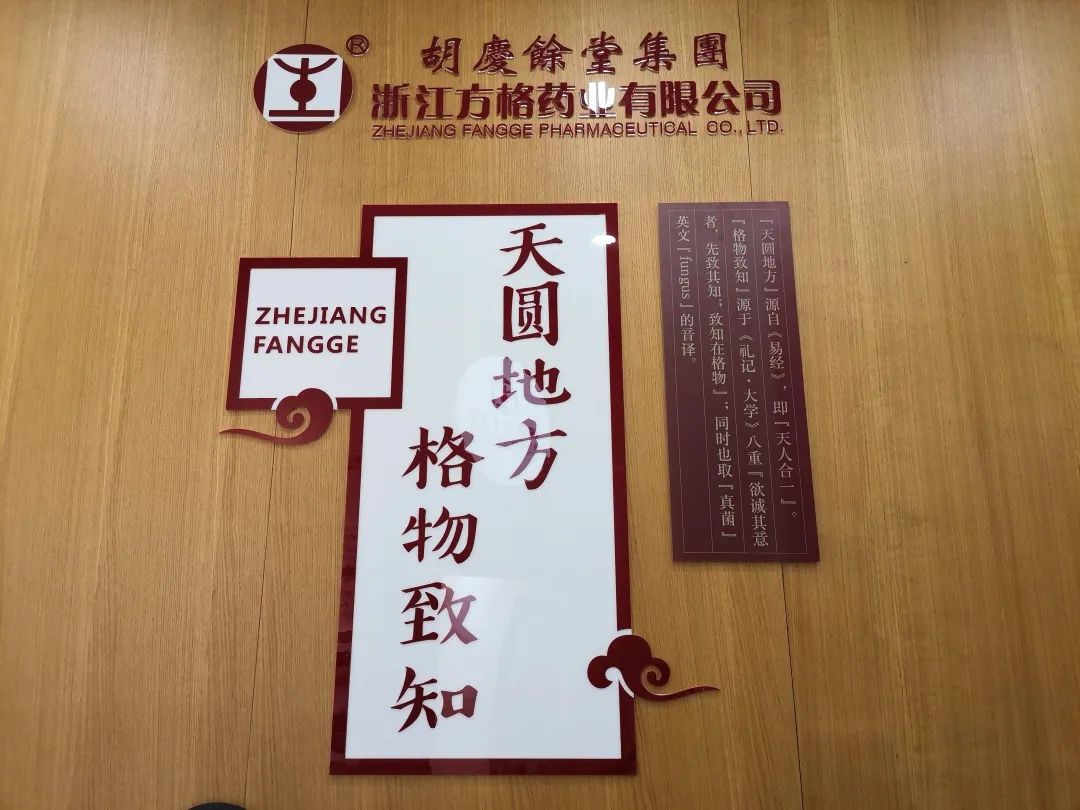 ®
胡慶餘堂集團
浙江方格药业有限公司
ZHEJIANG FANGGE PHARMACEUTICAL CO., LTD.
ZHEJIANG
FANGGE
天圆地方
格物致知
『天圆地方』源自《易经》，即『天人合一』。
『格物致知』源于《礼记·大学》八重『欲诚其意
者，先致其知；致知在格物』；同时也取『真菌』
英文『fungus』的音译。